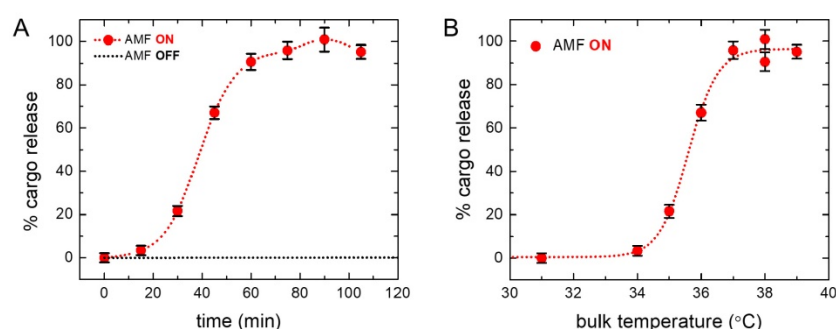 A
AMF ON
AMF OFF
% cargo release
100
80
60
40
20
0
0 20 40 60 80 100 120
time (min)
B
AMF ON
% cargo release
100
80
60
40
20
0
30 32 34 36 38 40
bulk temperature (°C)